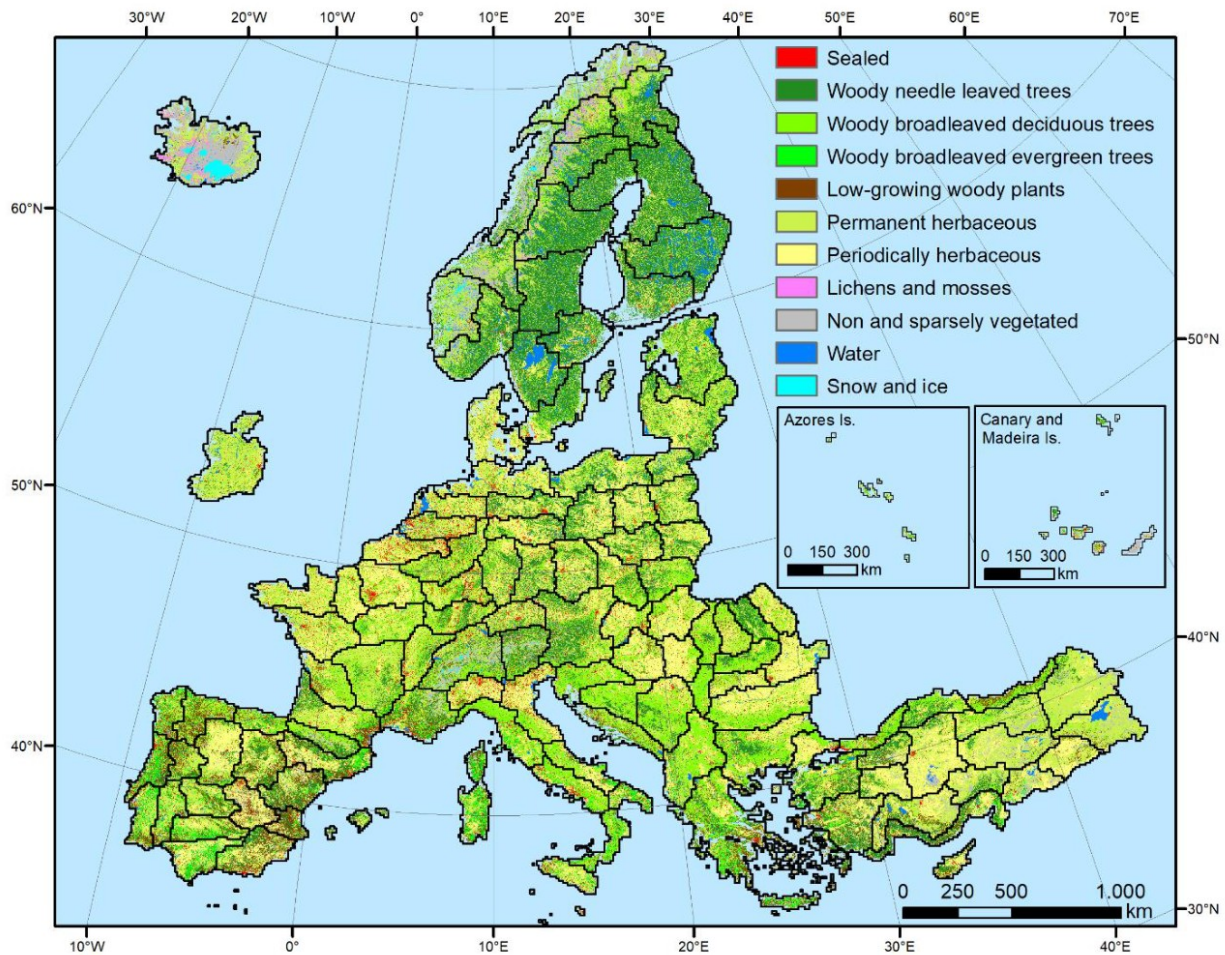 30°W 20°W 10°W 0° 10°E 20°E 30°E 40°E 50°E 60°E 70°E
Sealed
Woody needle leaved trees
Woody broadleaved deciduous trees
Woody broadleaved evergreen trees
Low-growing woody plants
Permanent herbaceous
Periodically herbaceous
Lichens and mosses
Non and sparsely vegetated
Water
Snow and ice
60°N
50°N
40°N
50°N
40°N
30°N
Azores Is.
0 150 300
km
Canary and
Madeira Is.
0 150 300
km
0 250 500 1.000
km
10°W 0° 10°E 20°E 30°E 40°E